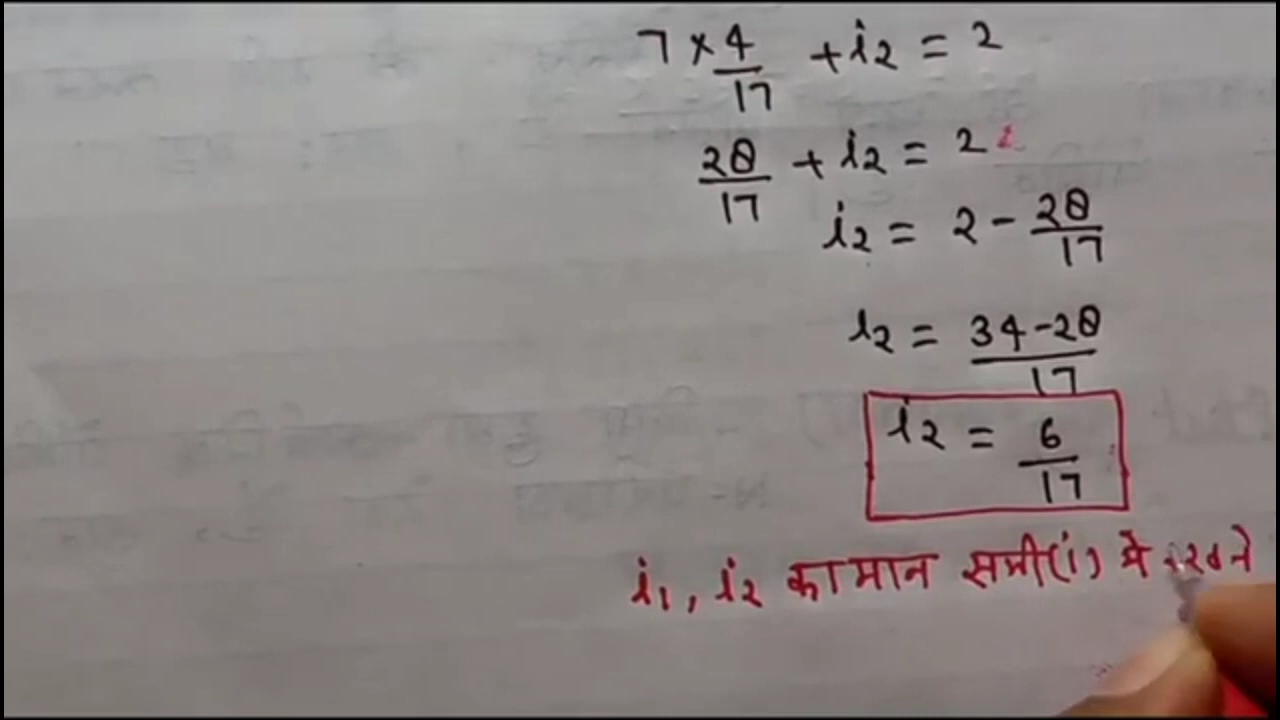 7 × 4/17 + i2 = 2
28/17 + i2 = 2
i2 = 2 - 28/17
i2 = 34-28/17
i2 = 6/17
i1, i2 का मान समी(i) मे रखने